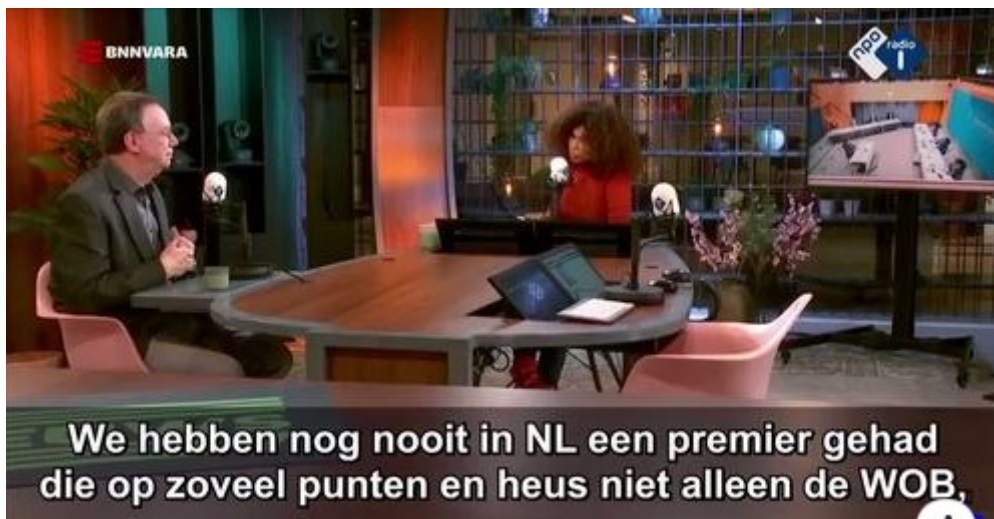 BNNVARA
npo
radio
1
We hebben nog nooit in NL een premier gehad
die op zoveel punten en heus niet alleen de WOB,